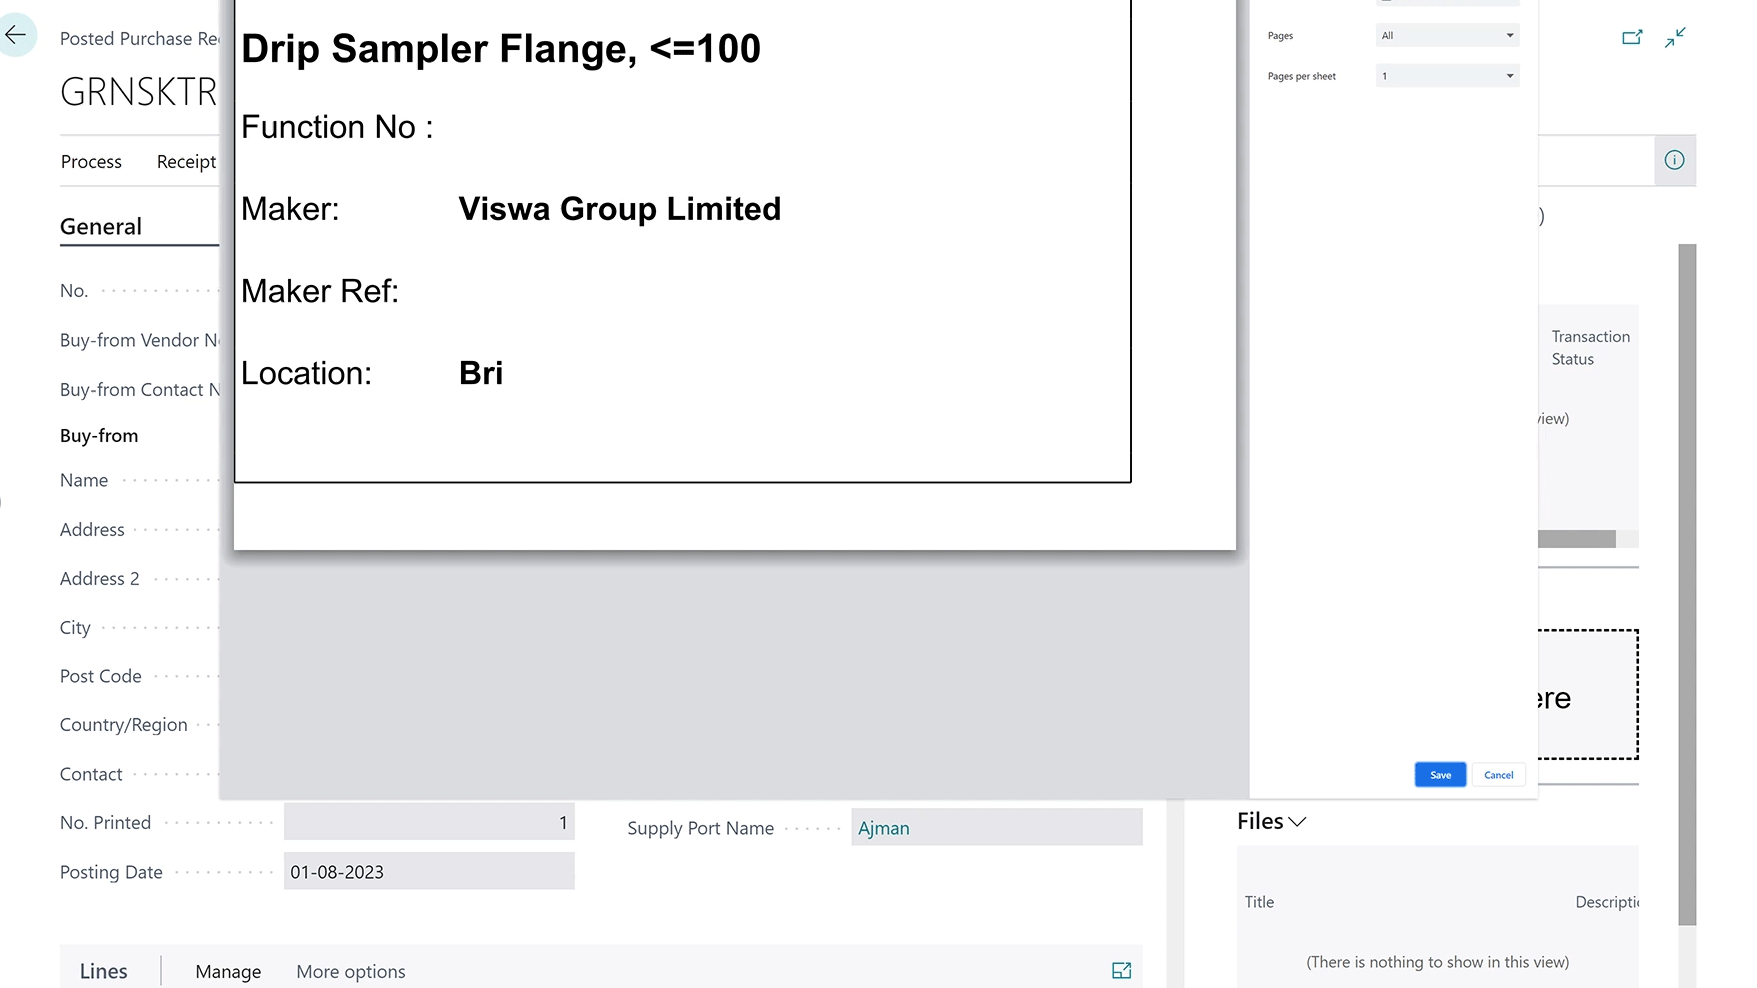 Posted Purchase Re
GRNSKTR
Process Receipt
General
No.
Buy-from Vendor N
Buy-from Contact N
Buy-from
Name
Address
Address 2
City
Post Code
Country/Region
Contact
No. Printed 1
Posting Date 01-08-2023
Supply Port Name Ajman
Lines Manage More options
Drip Sampler Flange, <=100
Function No :
Maker: Viswa Group Limited
Maker Ref:
Location: Bri
Pages All
Pages per sheet 1
Save Cancel
)
Transaction
Status
view)
ere
Files
Title Descripti
(There is nothing to show in this view)